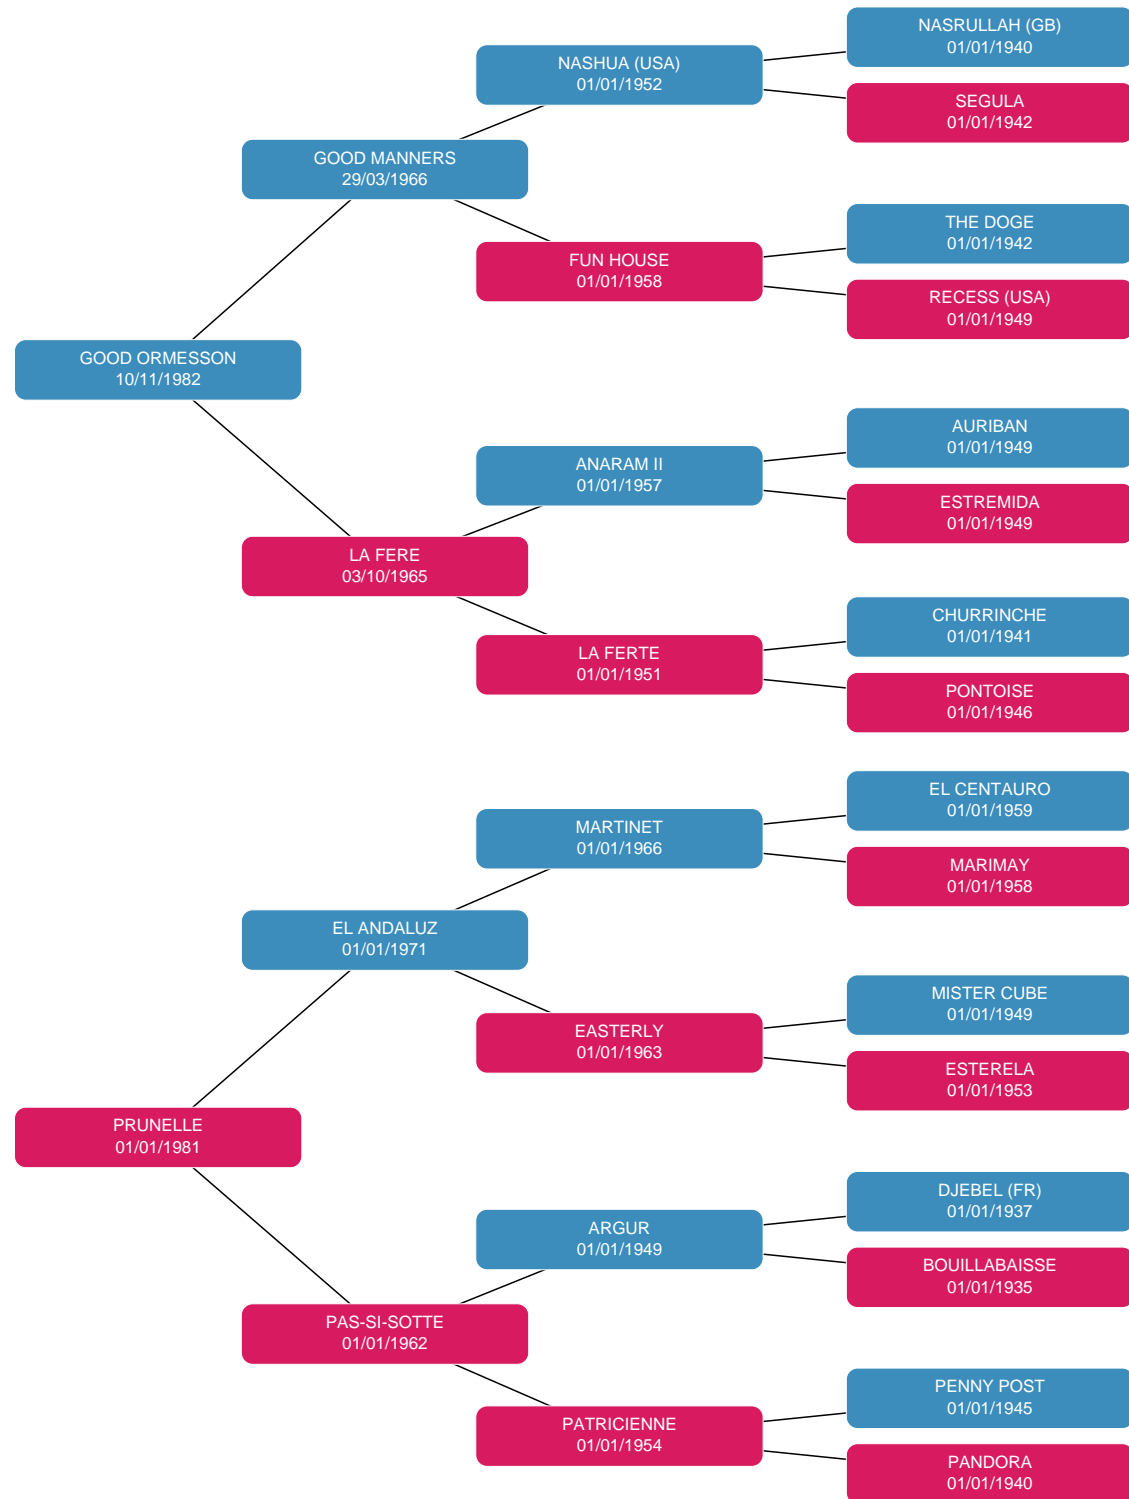 NASRULLAH (GB)
01/01/1940
NASHUA (USA)
01/01/1952
SEGULA
01/01/1942
GOOD MANNERS
29/03/1966
THE DOGE
01/01/1942
FUN HOUSE
01/01/1958
RECESS (USA)
01/01/1949
GOOD ORMESSON
10/11/1982
AURIBAN
01/01/1949
ANARAM II
01/01/1957
ESTREMIDA
01/01/1949
LA FERE
03/10/1965
CHURRINCHE
01/01/1941
LA FERTE
01/01/1951
PONTOISE
01/01/1946
EL CENTAURO
01/01/1959
MARTINET
01/01/1966
MARIMAY
01/01/1958
EL ANDALUZ
01/01/1971
MISTER CUBE
01/01/1949
EASTERLY
01/01/1963
ESTERELA
01/01/1953
PRUNELLE
01/01/1981
DJEBEL (FR)
01/01/1937
ARGUR
01/01/1949
BOUILLABAISSE
01/01/1935
PAS-SI-SOTTE
01/01/1962
PENNY POST
01/01/1945
PATRICIENNE
01/01/1954
PANDORA
01/01/1940